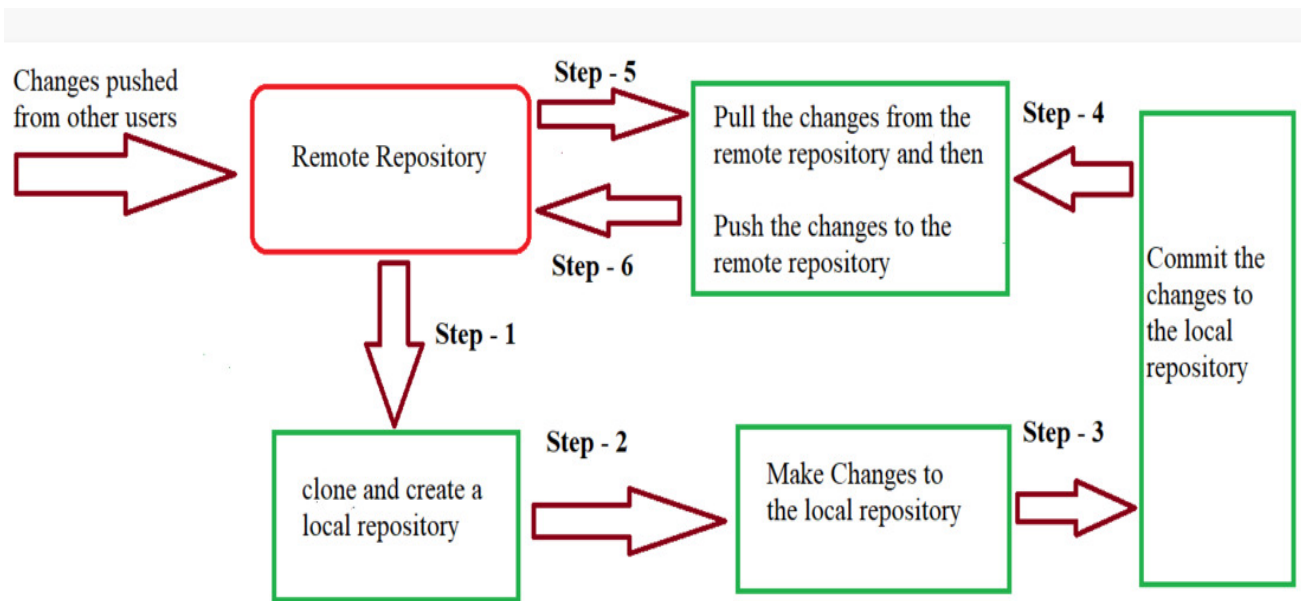 Changes pushed
from other users
Remote Repository
Step - 5
Pull the changes from the
remote repository and then
Push the changes to the
remote repository
Step - 4
Step - 6
Commit the
changes to
the local
repository
Step - 1
clone and create a
local repository
Step - 2
Make Changes to
the local repository
Step - 3